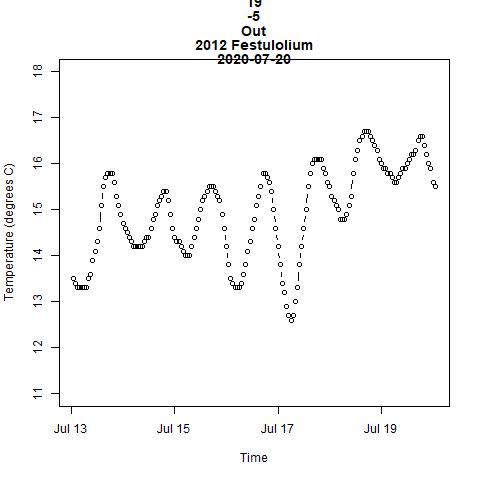 19
-5
Out
2012 Festulolium
2020-07-20
18
17
16
15
14
13
12
11
Temperature (degrees C)
Jul 13
Jul 15
Jul 17
Jul 19
Time